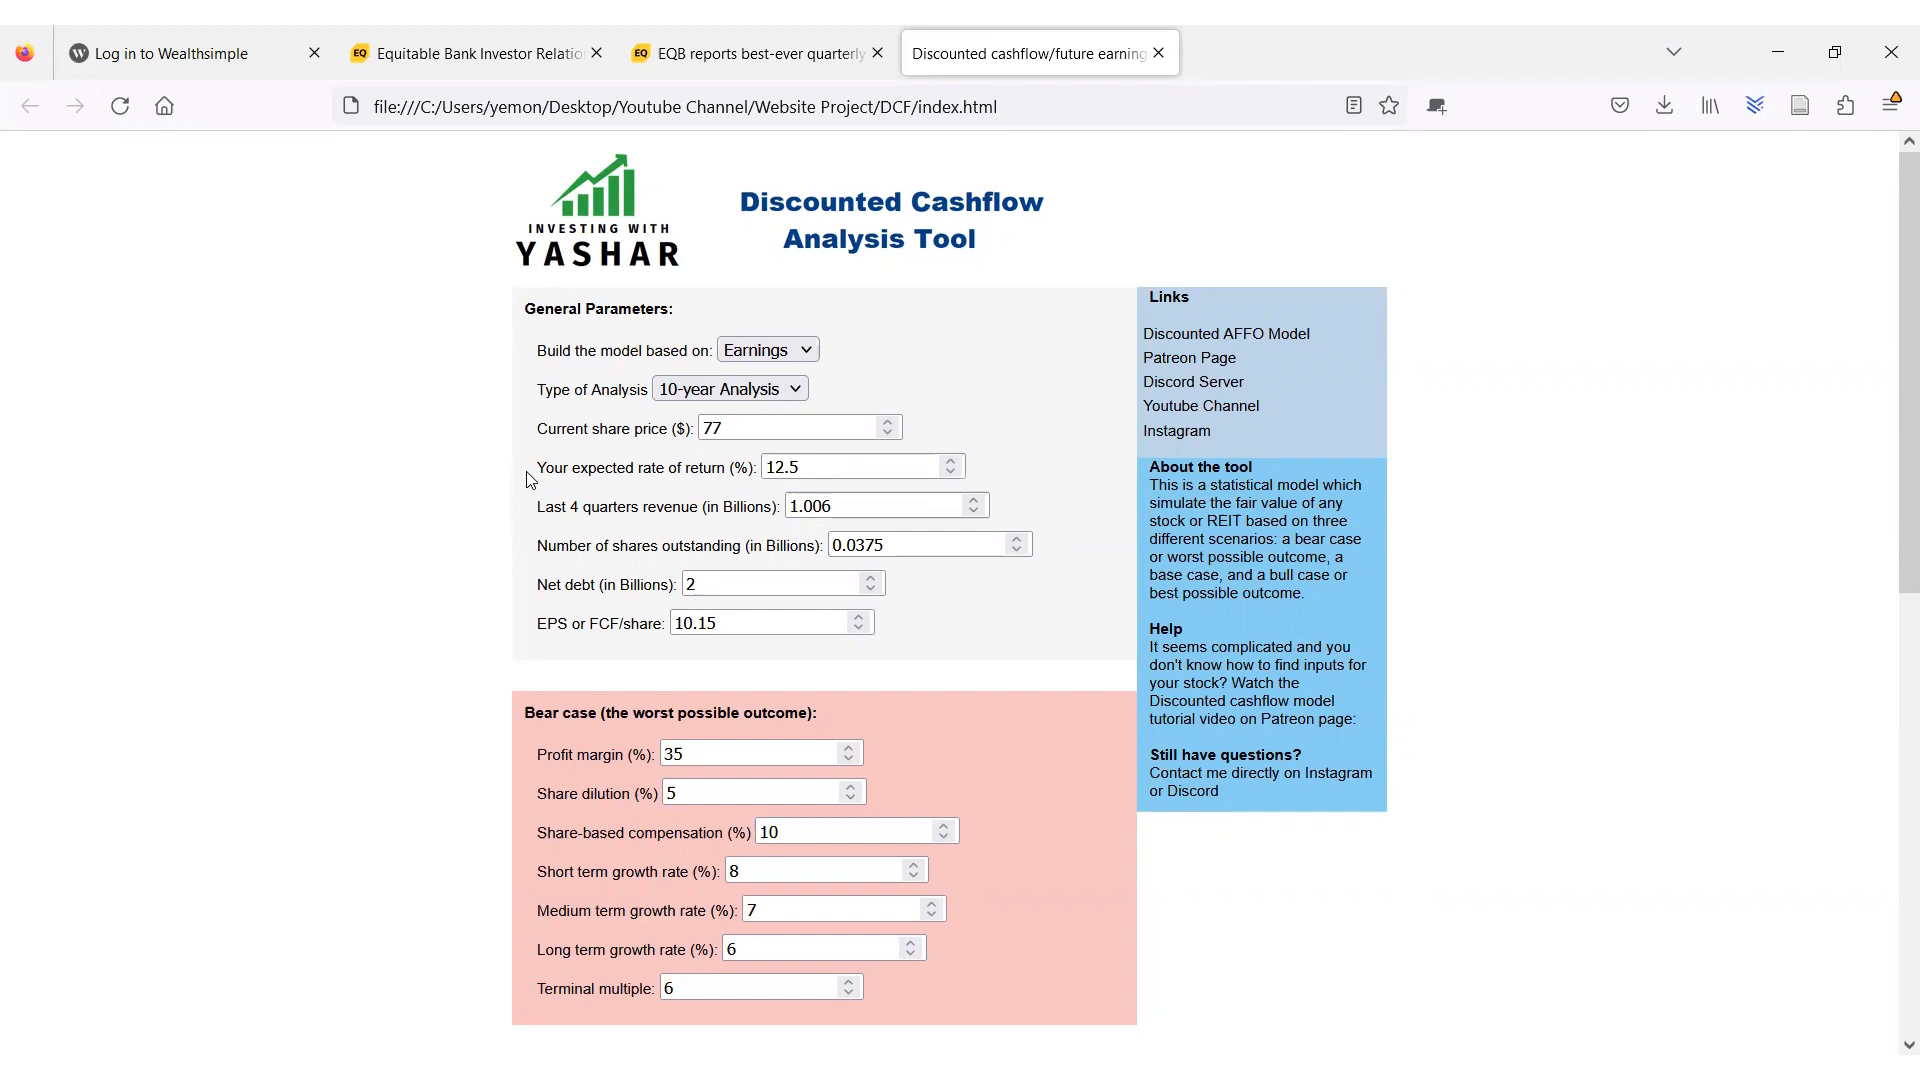 Log in to Wealthsimple
Equitable Bank Investor Relatio
EQB reports best-ever quarterly
Discounted cashflow/future earning
file:///C:/Users/yemon/Desktop/Youtube Channel/Website Project/DCF/index.html
INVESTING WITH
YASHAR
Discounted Cashflow
Analysis Tool
General Parameters:
Build the model based on: Earnings
Type of Analysis 10-year Analysis
Current share price ($): 77
Your expected rate of return (%): 12.5
Last 4 quarters revenue (in Billions): 1.006
Number of shares outstanding (in Billions): 0.0375
Net debt (in Billions): 2
EPS or FCF/share: 10.15
Bear case (the worst possible outcome):
Profit margin (%): 35
Share dilution (%) 5
Share-based compensation (%) 10
Short term growth rate (%): 8
Medium term growth rate (%): 7
Long term growth rate (%): 6
Terminal multiple: 6
Links
Discounted AFFO Model
Patreon Page
Discord Server
Youtube Channel
Instagram
About the tool
This is a statistical model which
simulate the fair value of any
stock or REIT based on three
different scenarios: a bear case
or worst possible outcome, a
base case, and a bull case or
best possible outcome.
Help
It seems complicated and you
don't know how to find inputs for
your stock? Watch the
Discounted cashflow model
tutorial video on Patreon page:
Still have questions?
Contact me directly on Instagram
or Discord